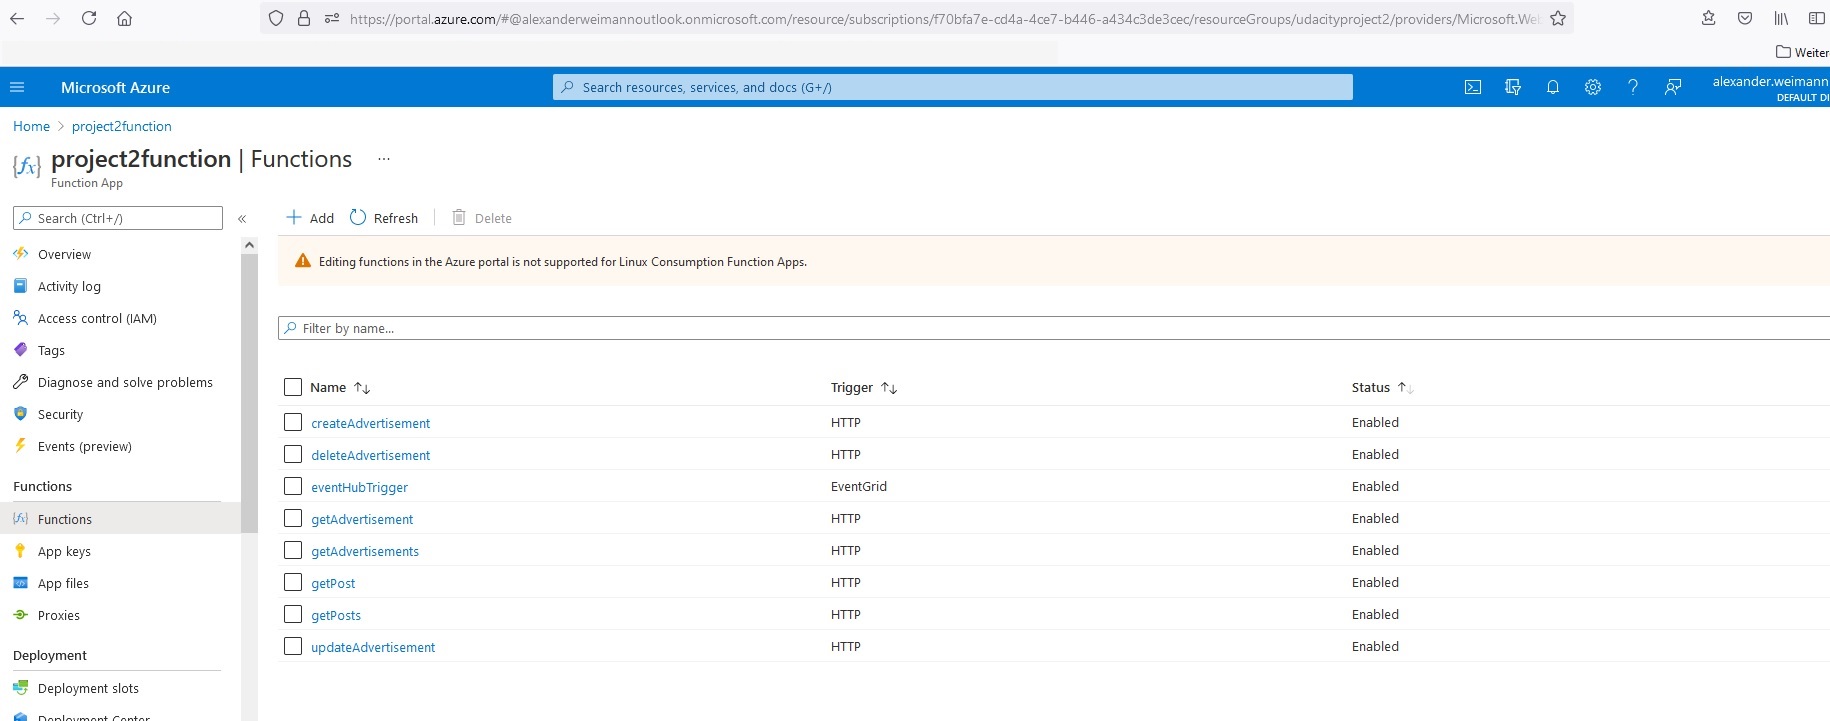 https://portal.azure.com/#@alexanderweimannoutlook.onmicrosoft.com/resource/subscriptions/f70bfa7e-cd4a-4ce7-b446-a434c3de3cec/resourceGroups/udacityproject2/providers/Microsoft.Web
Weiter
Microsoft Azure
Search resources, services, and docs (G+/)
alexander.weimann
DEFAULT DI
Home > project2function
project2function | Functions ...
Function App
Search (Ctrl+/)
«
Overview
Activity log
Access control (IAM)
Tags
Diagnose and solve problems
Security
Events (preview)
Functions
Functions
App keys
App files
Proxies
Deployment
Deployment slots
Deployment Center
Add Refresh Delete
Editing functions in the Azure portal is not supported for Linux Consumption Function Apps.
Filter by name...
Name Trigger Status
createAdvertisement HTTP Enabled
deleteAdvertisement HTTP Enabled
eventHubTrigger EventGrid Enabled
getAdvertisement HTTP Enabled
getAdvertisements HTTP Enabled
getPost HTTP Enabled
getPosts HTTP Enabled
updateAdvertisement HTTP Enabled